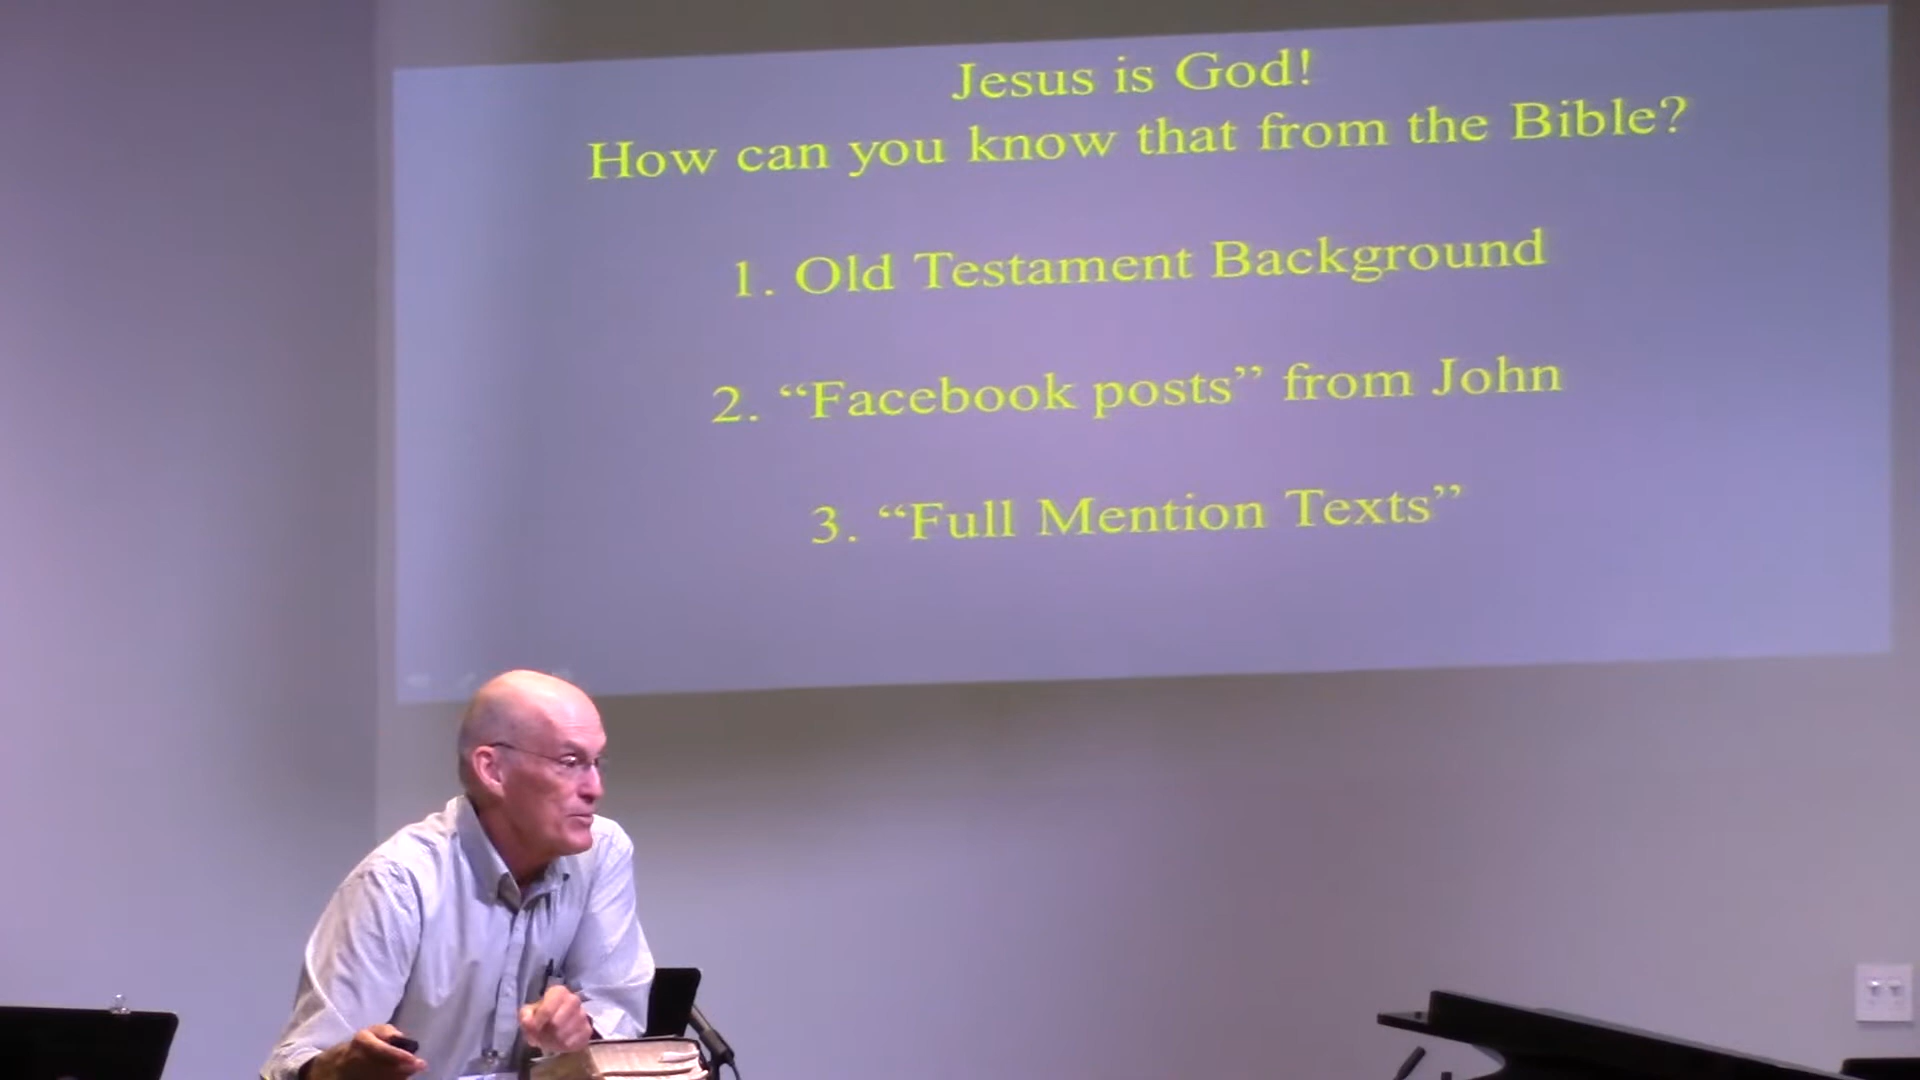 Jesus is God!
How can you know that from the Bible?
1. Old Testament Background
2. “Facebook posts” from John
3. “Full Mention Texts”